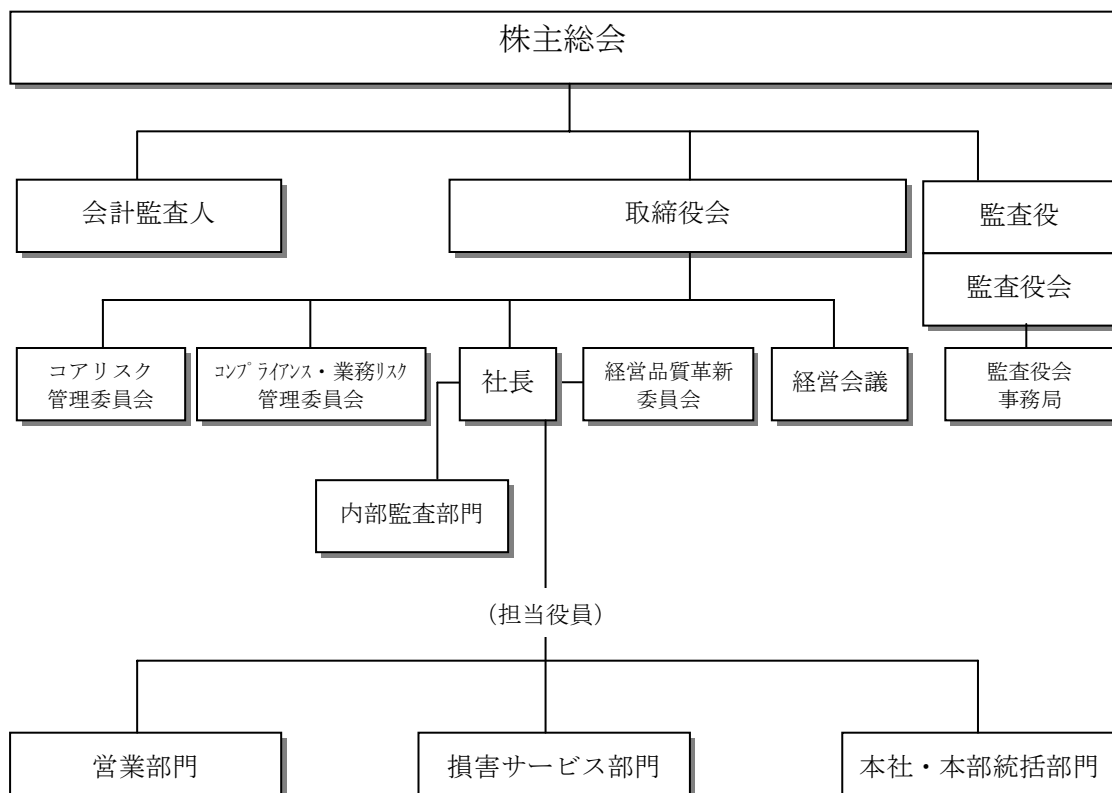 株主総会
会計監査人
取締役会
監査役
監査役会
コアリスク
管理委員会
ｺﾝﾌﾟﾗｲｱﾝｽ・業務ﾘｽｸ
管理委員会
社長
経営品質革新
委員会
経営会議
監査役会
事務局
内部監査部門
(担当役員)
営業部門
損害サービス部門
本社・本部統括部門